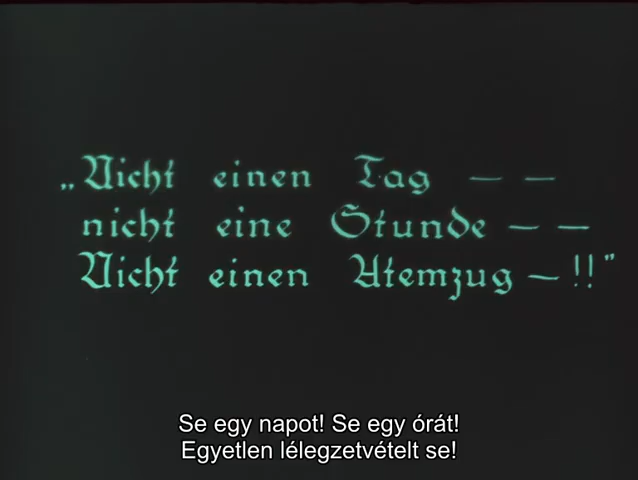 „Nicht einen Tag — —
nicht eine Stunde — —
Nicht einen Atemzug — !!"
Se egy napot! Se egy órát!
Egyetlen lélegzetvételt se!